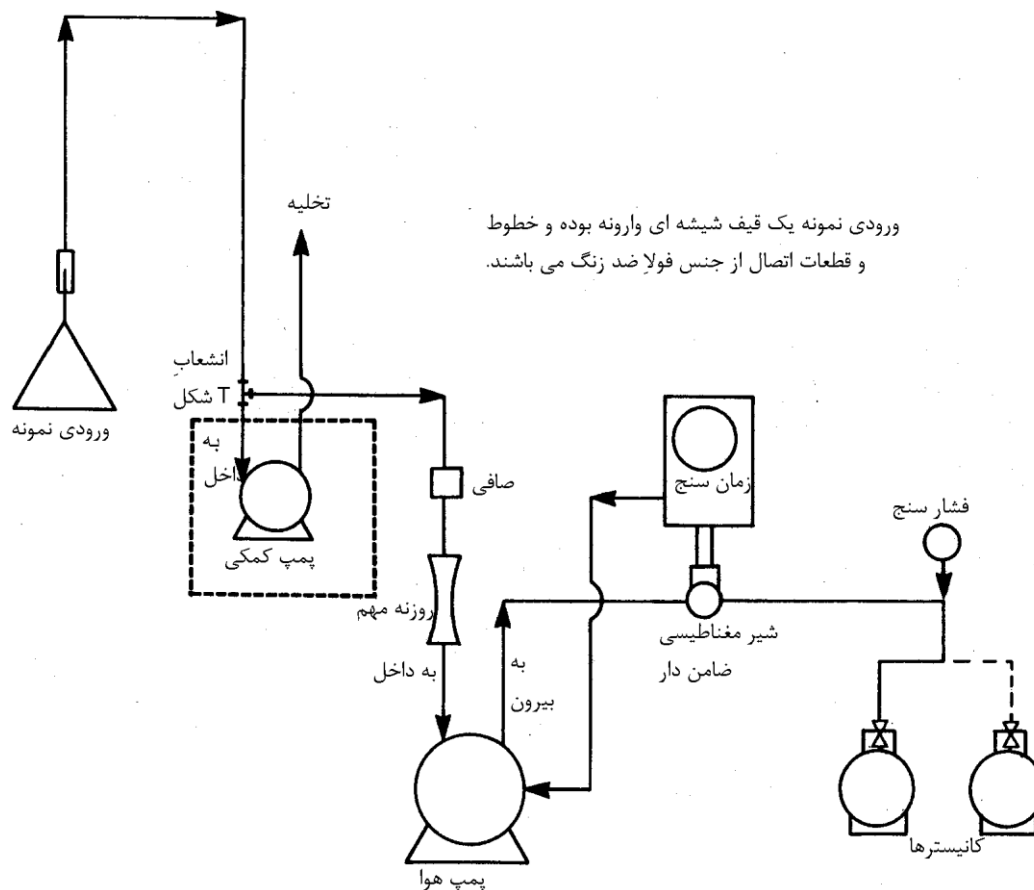 تخلیه
ورودی نمونه یک قیف شیشه ای وارونه بوده و خطوط
و قطعات اتصال از جنس فولاِ ضد زنگ می باشند.
انشعابِ
T شکل
ورودی نمونه
به
داخل
پمپ کمکی
صافی
زمان سنج
فشار سنج
روزنه مهم
به داخل
به
بیرون
شیر مغناطیسی
ضامن دار
کانیسترها
پمپ هوا